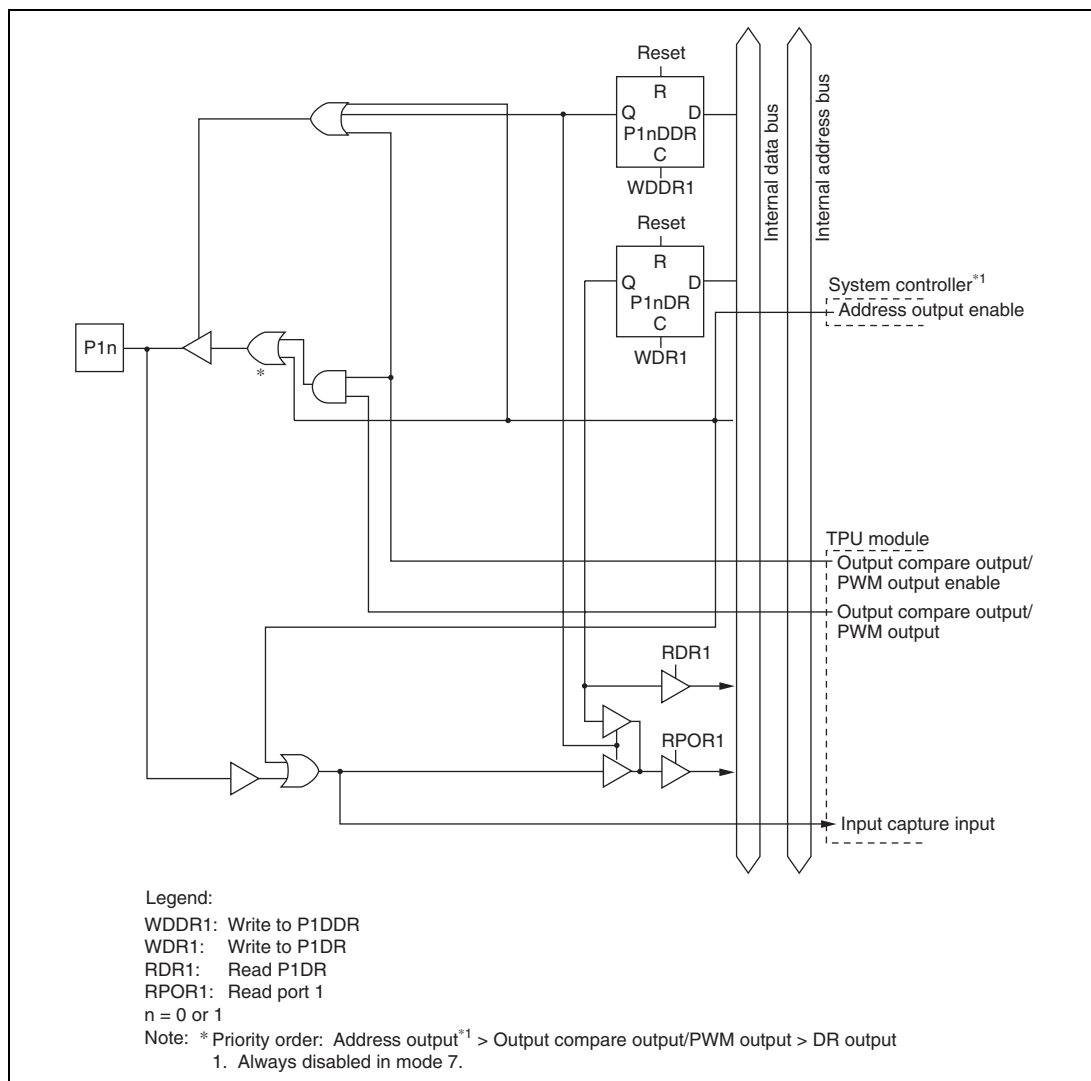 Reset
R
Q D
P1nDDR
C
WDDR1
Reset
R
Q D
P1nDR
C
WDR1
Internal data bus
Internal address bus
System controller*1
Address output enable
P1n
*
TPU module
Output compare output/
PWM output enable
Output compare output/
PWM output
RDR1
RPOR1
Input capture input
Legend:
WDDR1: Write to P1DDR
WDR1: Write to P1DR
RDR1: Read P1DR
RPOR1: Read port 1
n = 0 or 1
Note: * Priority order: Address output*1 > Output compare output/PWM output > DR output
1. Always disabled in mode 7.